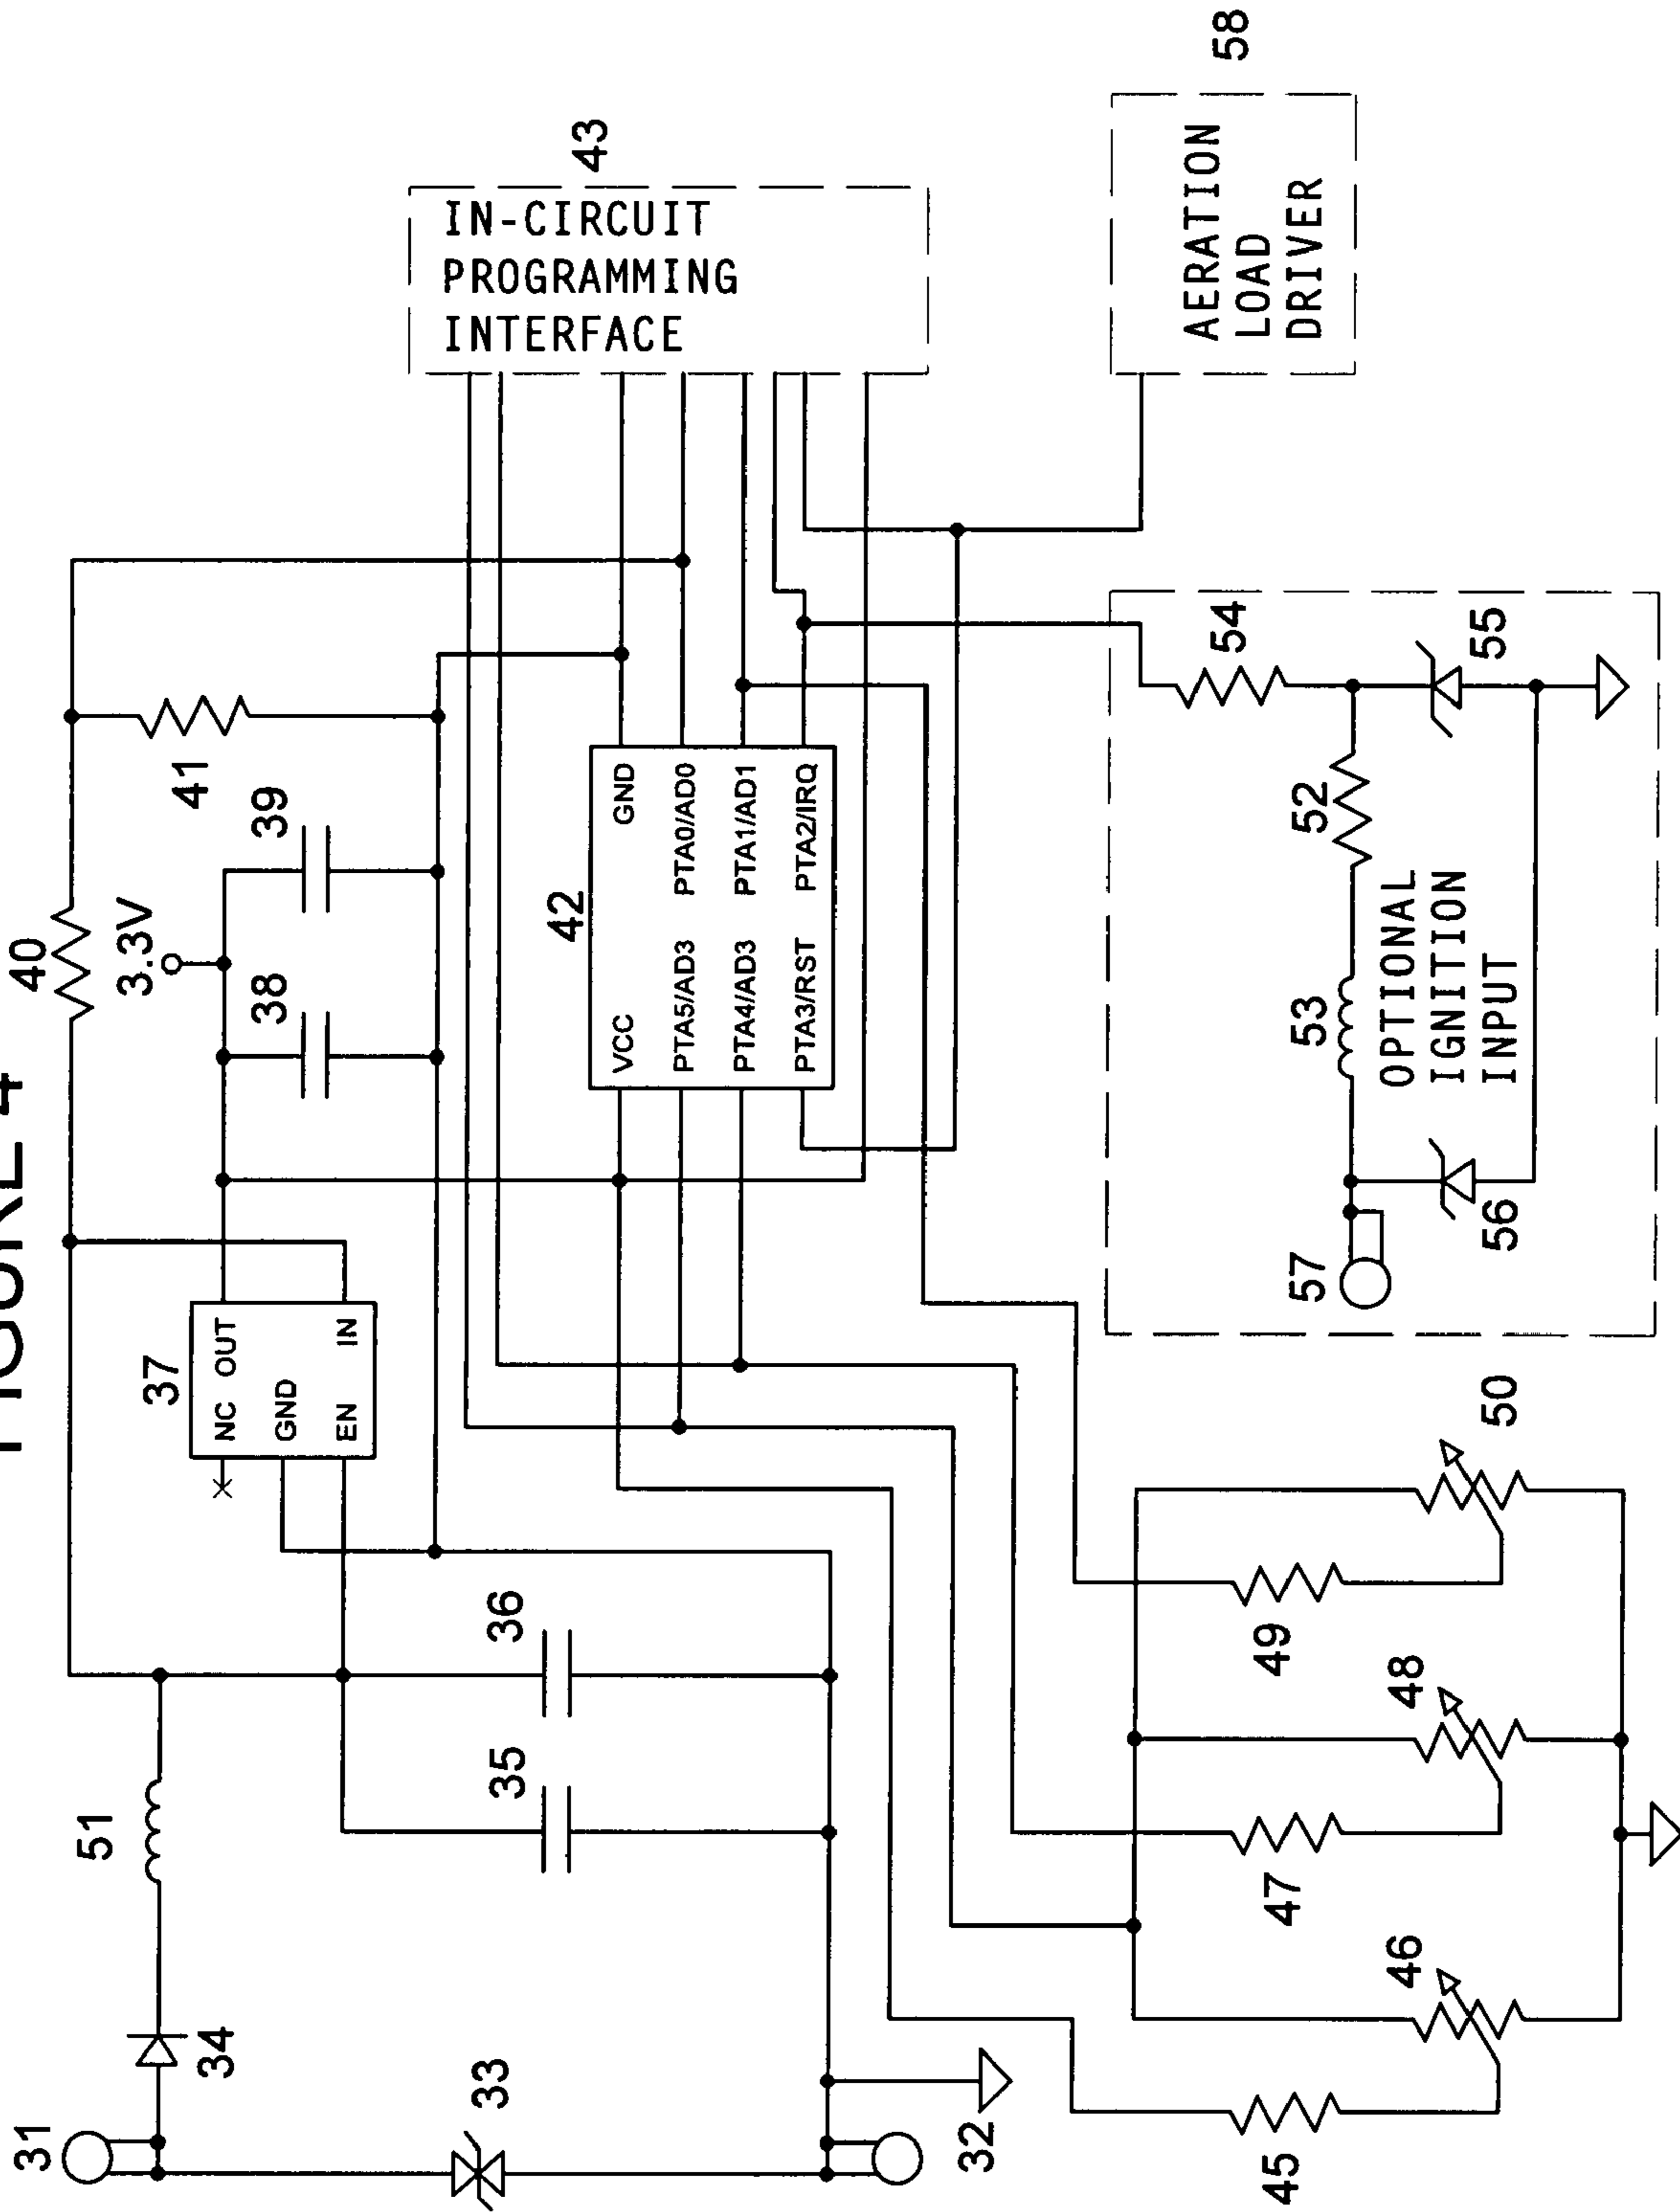 FIGURE 4
31
40
51
3.3V
37
41
34
NC OUT
38
39
GND
EN IN
33
35
36
42
43
IN-CIRCUIT
PROGRAMMING
INTERFACE
VCC GND
PTA5/AD3 PTA0/AD0
PTA4/AD3 PTA1/AD1
PTA3/RST PTA2/IRQ
32
58
AERATION
LOAD
DRIVER
45
47
49
46
48
50
57
53
52
54
OPTIONAL
IGNITION
INPUT
56
55